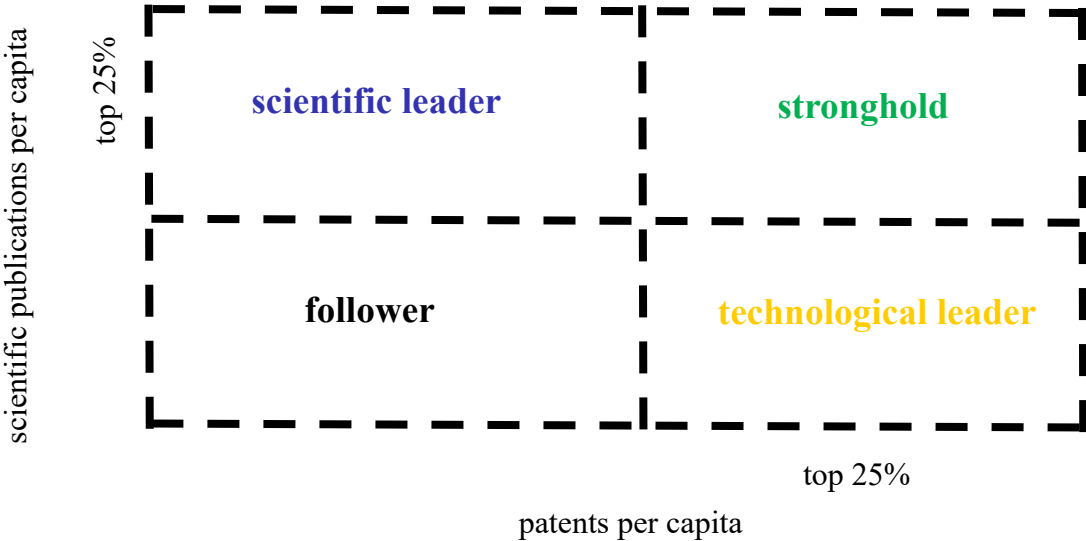 scientific publications per capita
top 25%
scientific leader
stronghold
follower
technological leader
top 25%
patents per capita